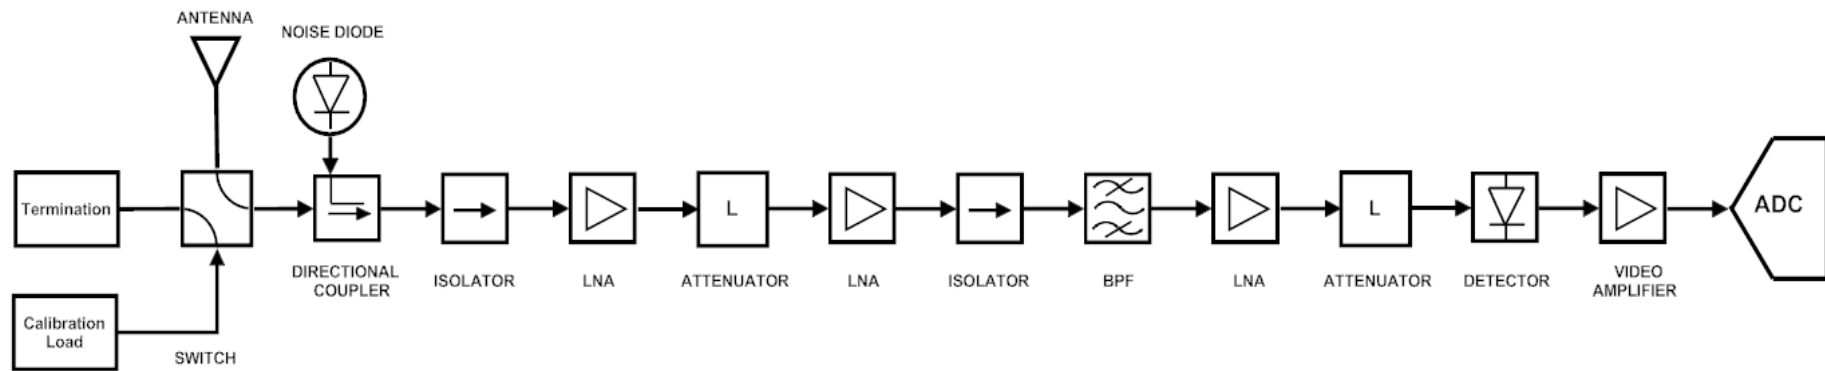 ANTENNA
NOISE DIODE
Termination
L
L
ADC
DIRECTIONAL
COUPLER
ISOLATOR
LNA
ATTENUATOR
LNA
ISOLATOR
BPF
LNA
ATTENUATOR
DETECTOR
VIDEO
AMPLIFIER
Calibration
Load
SWITCH